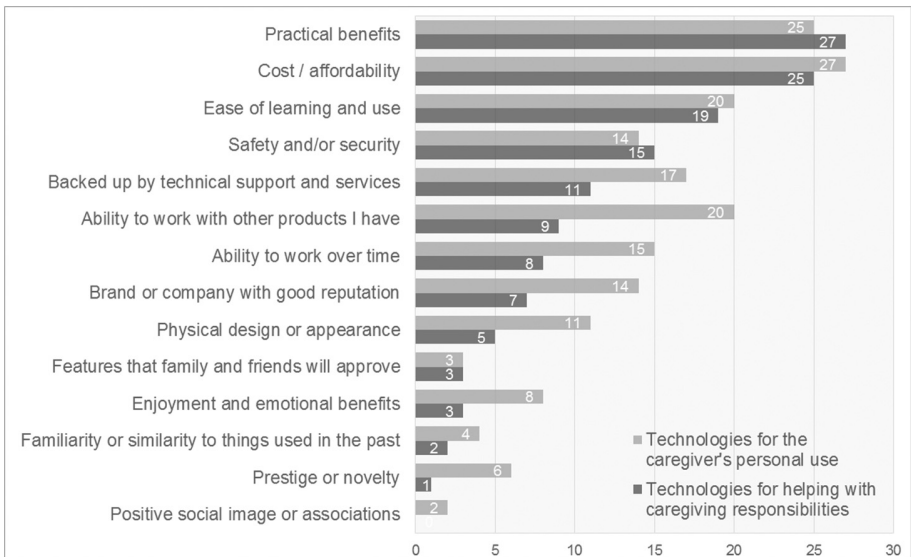 Practical benefits
25
27
Cost / affordability
27
25
Ease of learning and use
20
19
Safety and/or security
14
15
Backed up by technical support and services
17
11
Ability to work with other products I have
20
9
Ability to work over time
15
8
Brand or company with good reputation
14
7
Physical design or appearance
11
5
Features that family and friends will approve
3
3
Enjoyment and emotional benefits
8
3
Familiarity or similarity to things used in the past
4
2
Prestige or novelty
6
1
Positive social image or associations
2
Technologies for the
caregiver's personal use
Technologies for helping with
caregiving responsibilities
0 5 10 15 20 25 30